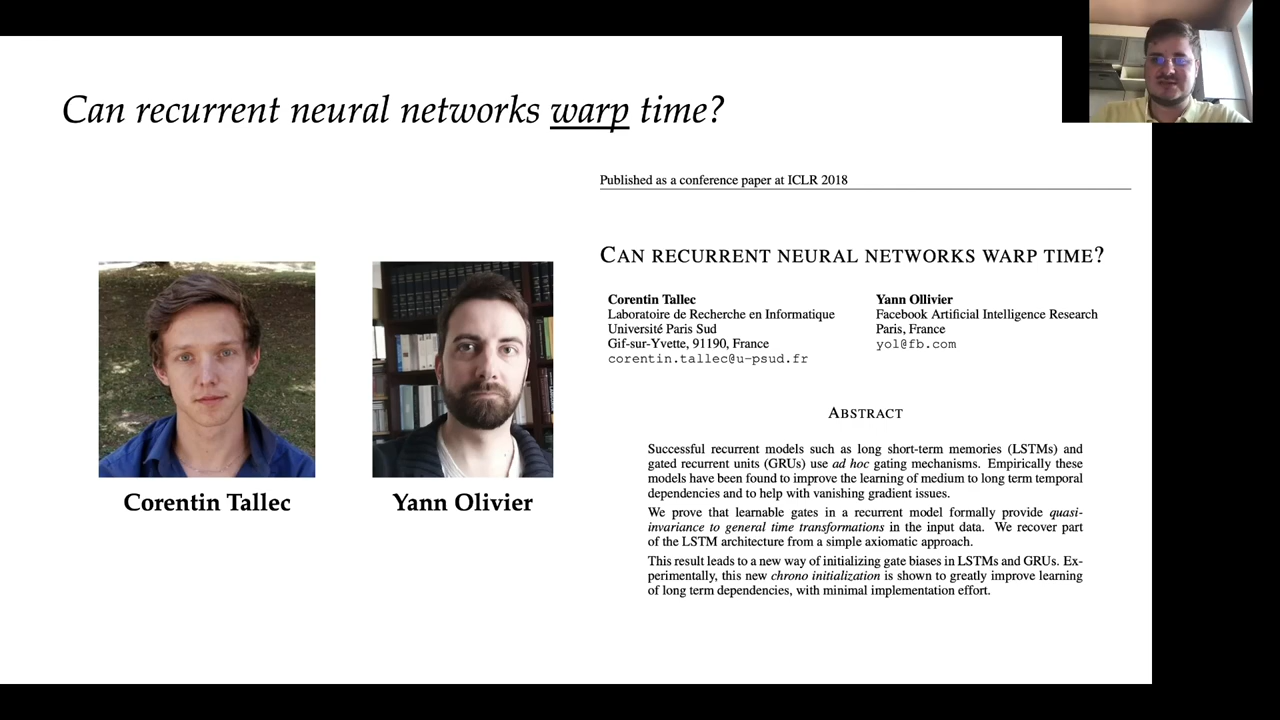 Can recurrent neural networks warp time?
Published as a conference paper at ICLR 2018
CAN RECURRENT NEURAL NETWORKS WARP TIME?
Corentin Tallec
Laboratoire de Recherche en Informatique
Université Paris Sud
Gif-sur-Yvette, 91190, France
corentin.tallec@u-psud.fr
Yann Ollivier
Facebook Artificial Intelligence Research
Paris, France
yol@fb.com
ABSTRACT
Successful recurrent models such as long short-term memories (LSTMs) and
gated recurrent units (GRUs) use ad hoc gating mechanisms. Empirically these
models have been found to improve the learning of medium to long term temporal
dependencies and to help with vanishing gradient issues.
We prove that learnable gates in a recurrent model formally provide quasi-
invariance to general time transformations in the input data. We recover part
of the LSTM architecture from a simple axiomatic approach.
This result leads to a new way of initializing gate biases in LSTMs and GRUs. Ex-
perimentally, this new chrono initialization is shown to greatly improve learning
of long term dependencies, with minimal implementation effort.
Corentin Tallec
Yann Olivier